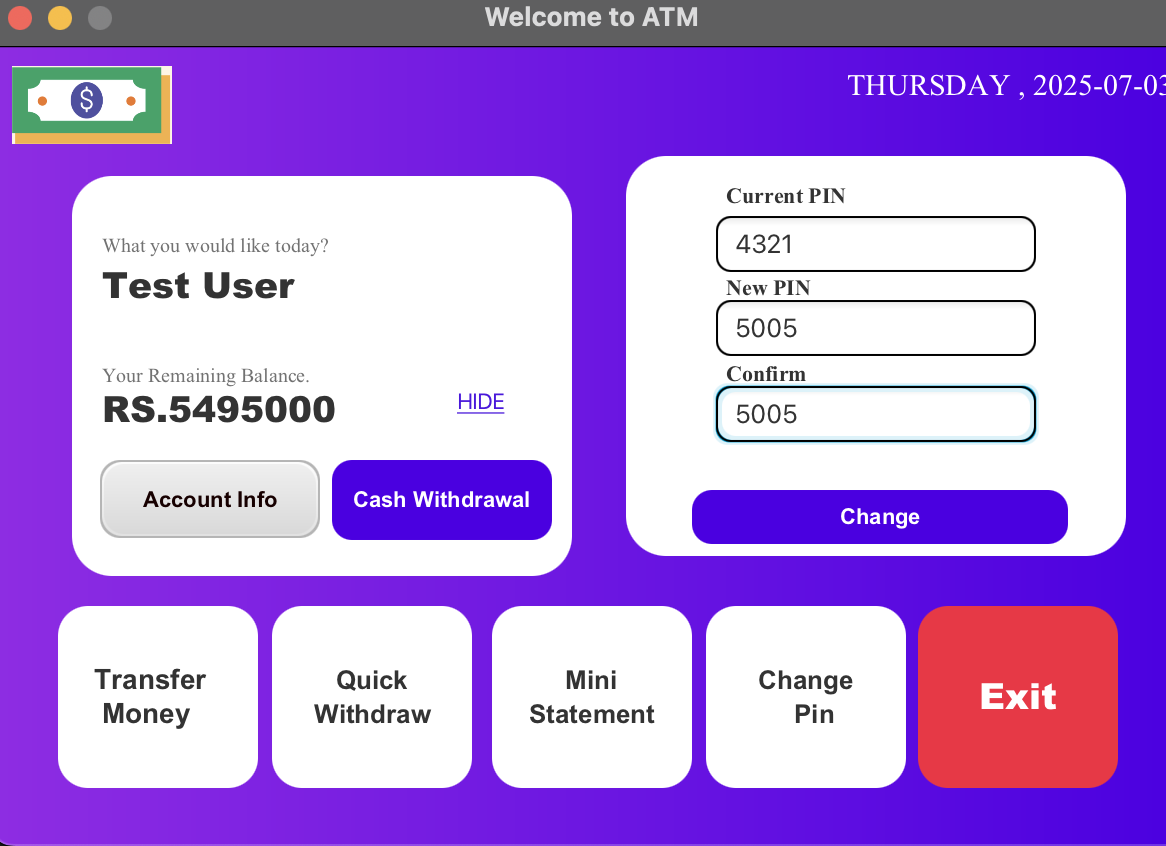 Welcome to ATM
$
THURSDAY , 2025-07-03
What you would like today?
Test User
Your Remaining Balance.
RS.5495000
HIDE
Account Info
Cash Withdrawal
Current PIN
4321
New PIN
5005
Confirm
5005
Change
Transfer
Money
Quick
Withdraw
Mini
Statement
Change
Pin
Exit